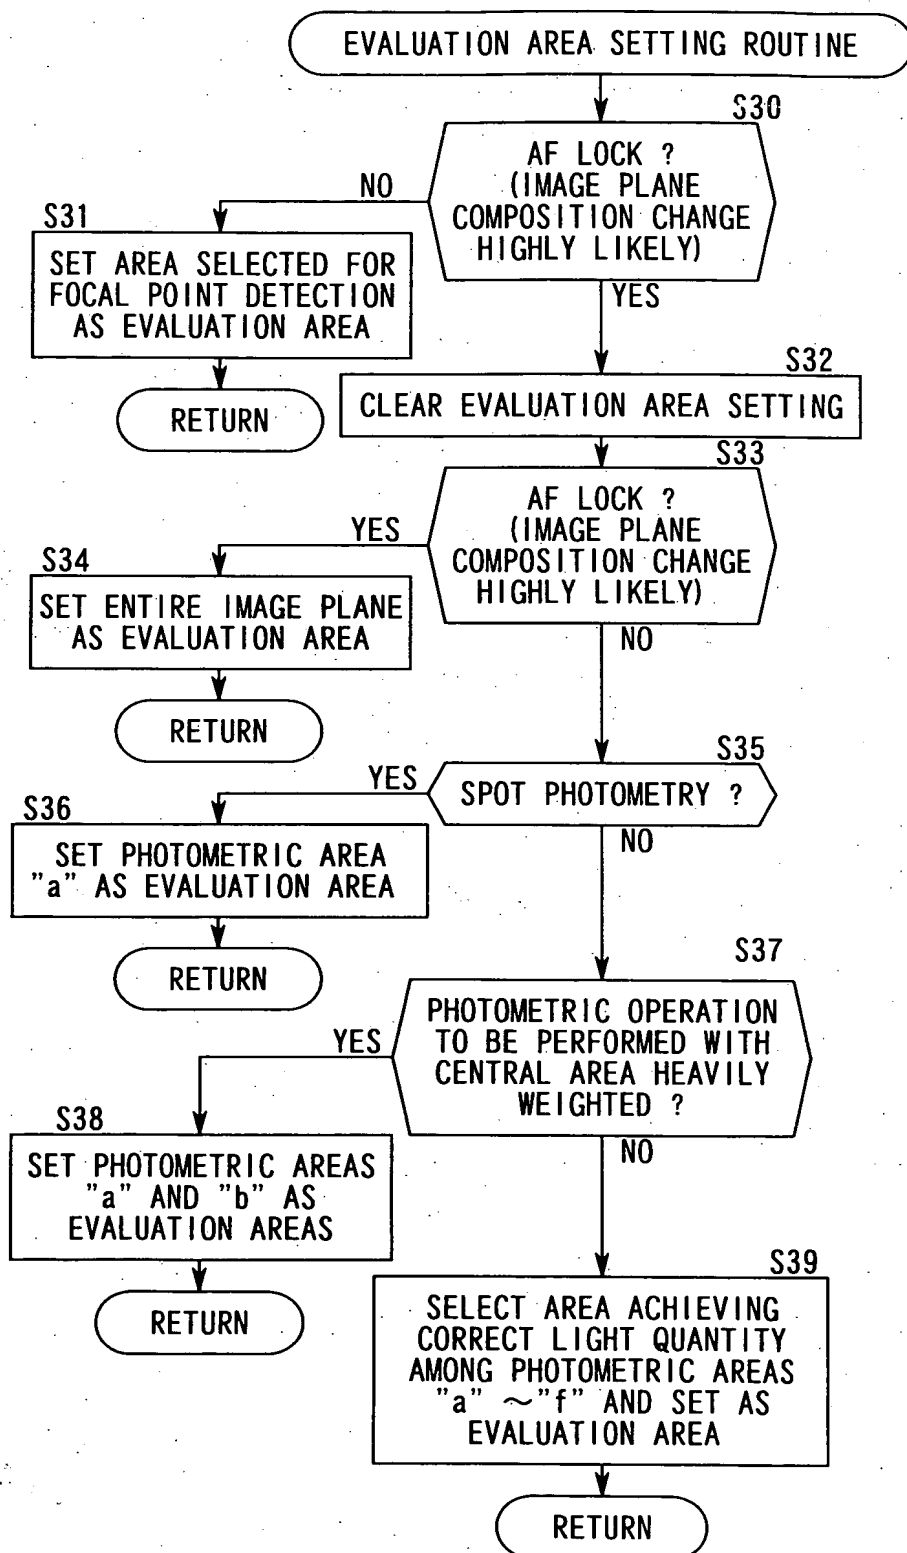 EVALUATION AREA SETTING ROUTINE
S30
AF LOCK ?
(IMAGE PLANE
COMPOSITION CHANGE
HIGHLY LIKELY)
NO
YES
S31
SET AREA SELECTED FOR
FOCAL POINT DETECTION
AS EVALUATION AREA
RETURN
S32
CLEAR EVALUATION AREA SETTING
S33
AF LOCK ?
(IMAGE PLANE
COMPOSITION CHANGE
HIGHLY LIKELY)
YES
NO
S34
SET ENTIRE IMAGE PLANE
AS EVALUATION AREA
RETURN
S35
SPOT PHOTOMETRY ?
YES
NO
S36
SET PHOTOMETRIC AREA
"a" AS EVALUATION AREA
RETURN
S37
PHOTOMETRIC OPERATION
TO BE PERFORMED WITH
CENTRAL AREA HEAVILY
WEIGHTED ?
YES
NO
S38
SET PHOTOMETRIC AREAS
"a" AND "b" AS
EVALUATION AREAS
RETURN
S39
SELECT AREA ACHIEVING
CORRECT LIGHT QUANTITY
AMONG PHOTOMETRIC AREAS
"a" ~"f" AND SET AS
EVALUATION AREA
RETURN